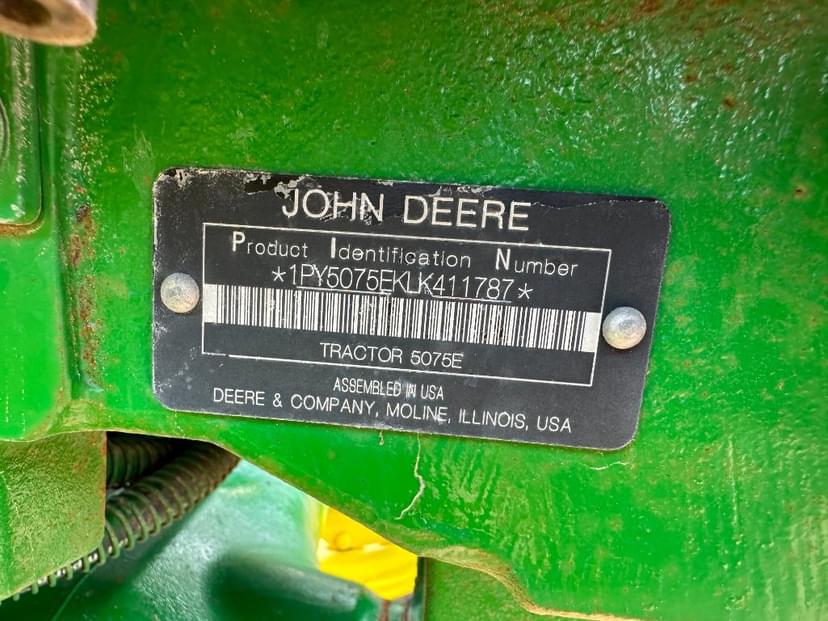 JOHN DEERE
Product Identification Number
*1PY5075EKLK411787*
TRACTOR 5075E
ASSEMBLED IN USA
DEERE & COMPANY, MOLINE, ILLINOIS, USA